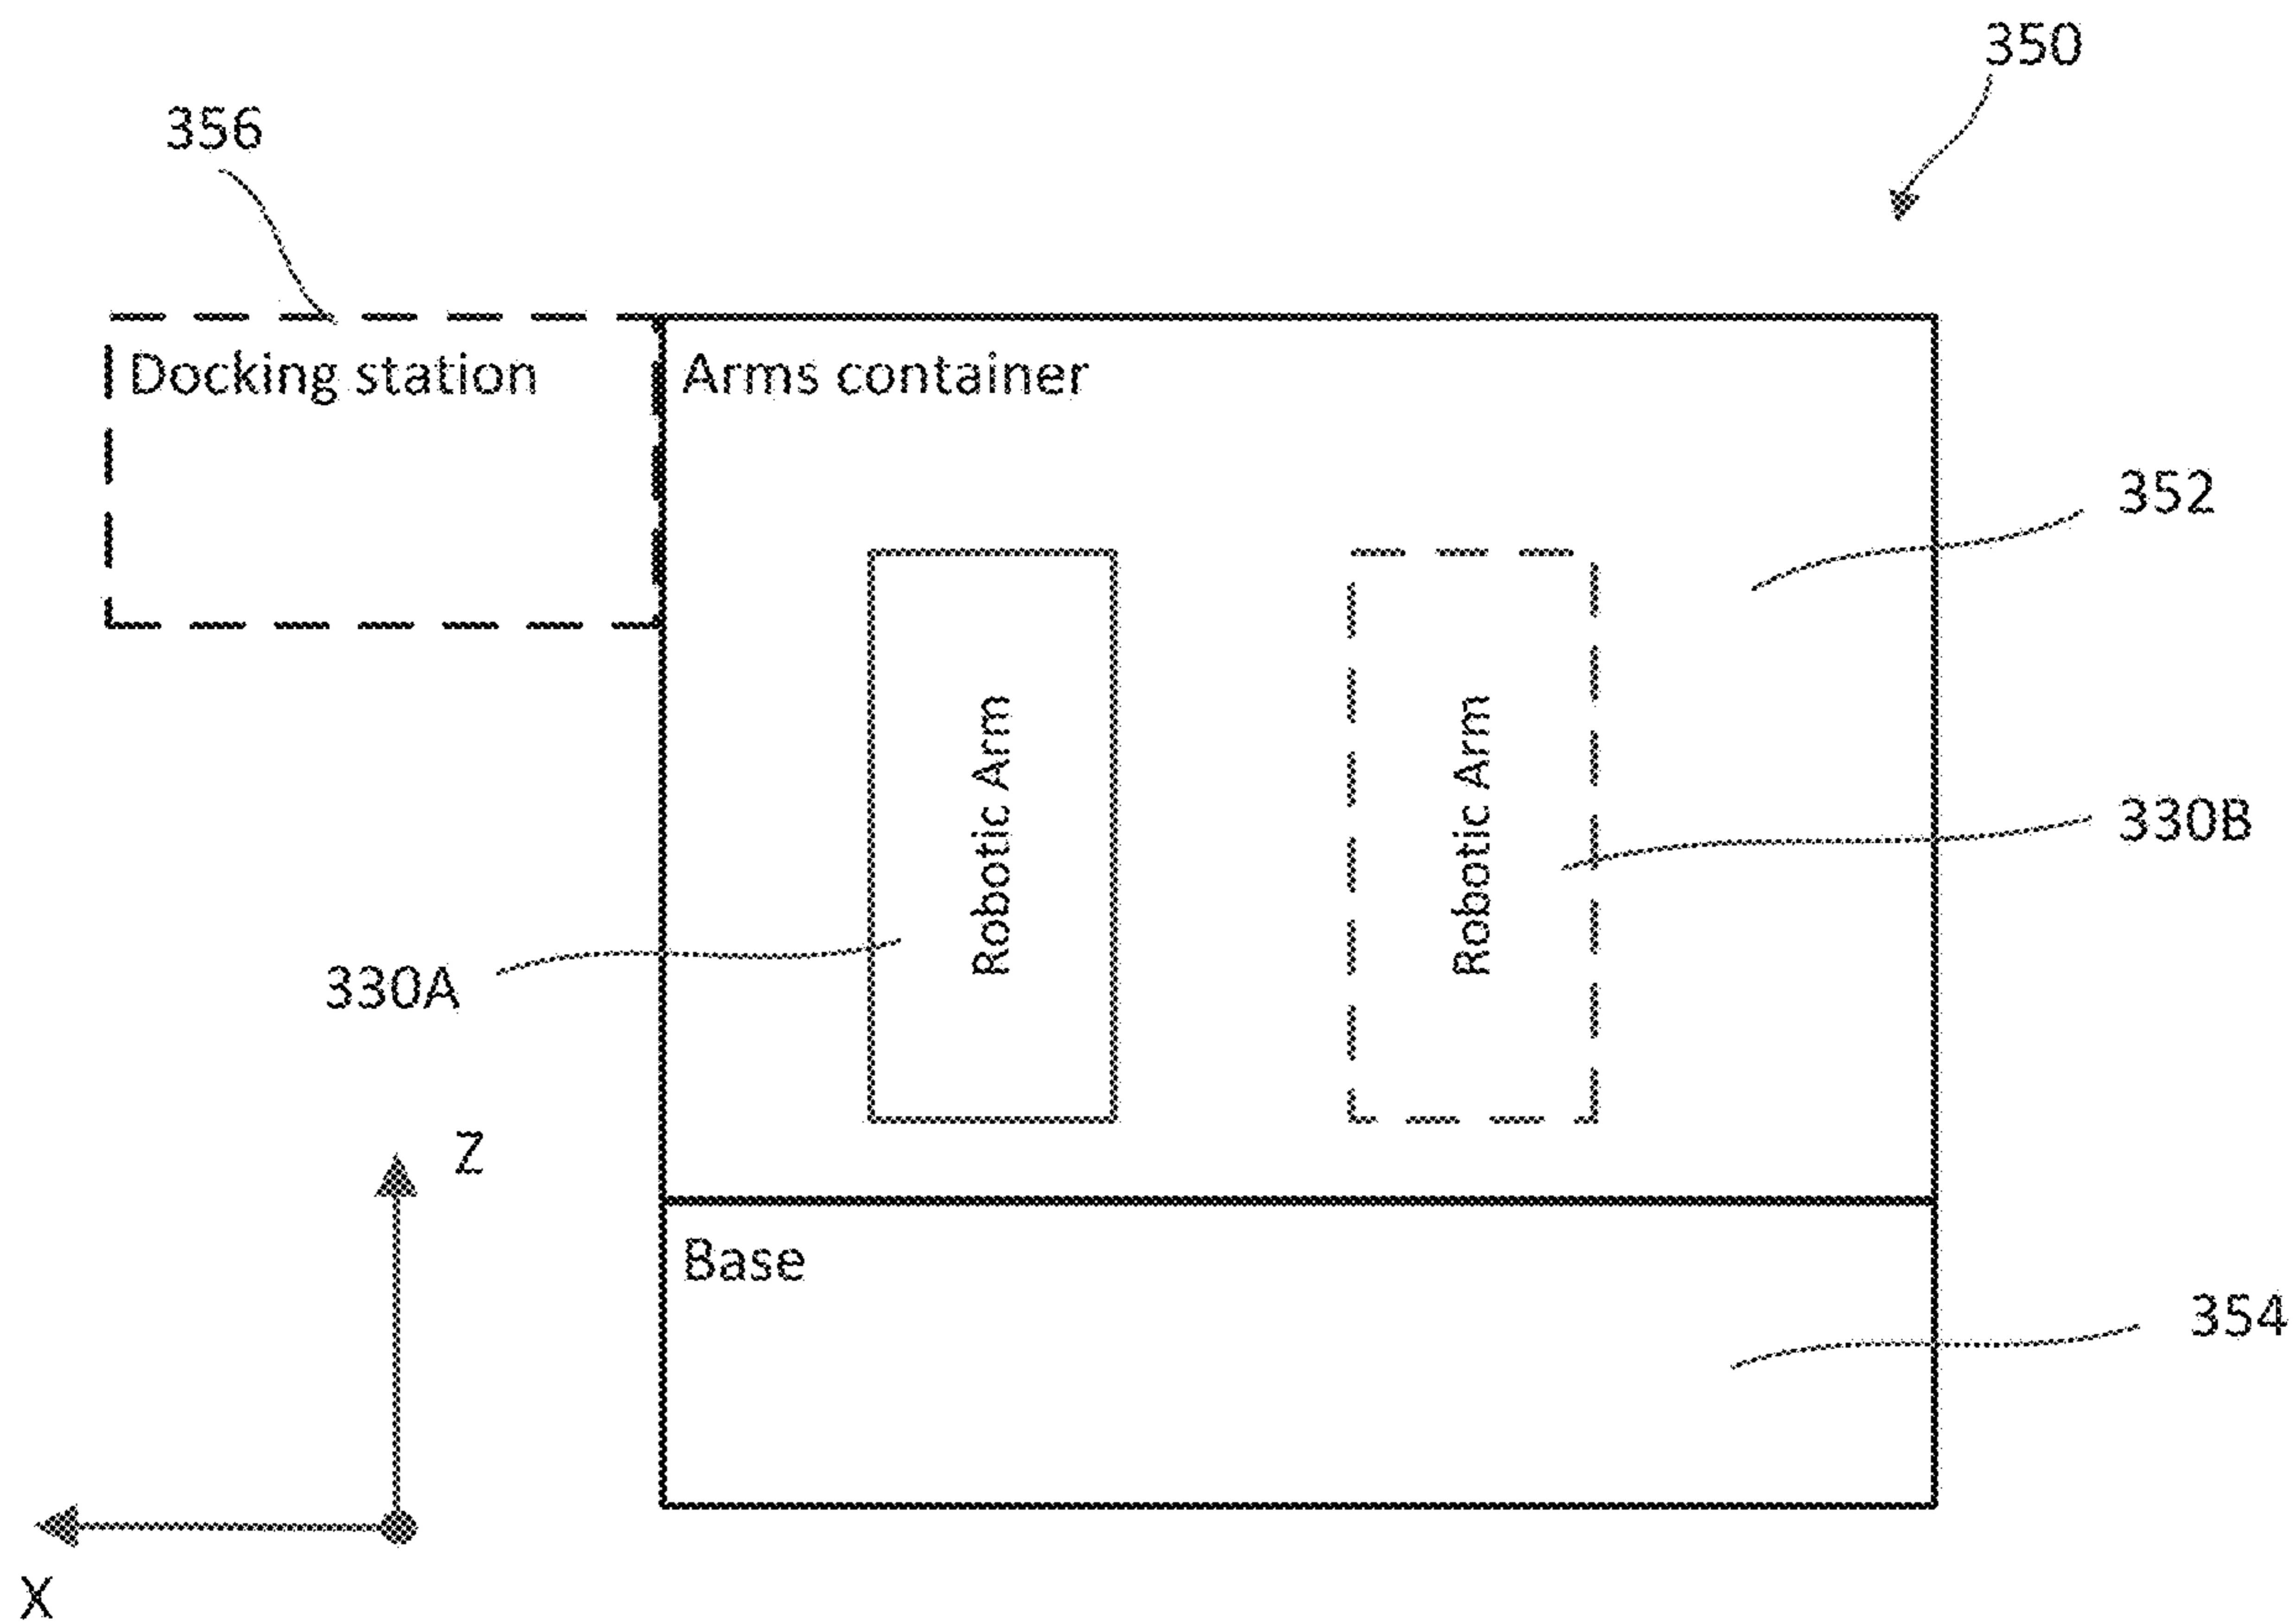 350
356
Docking station
Arms container
352
Robotic Arm
Robotic Arm
330B
330A
Z
Base
354
X